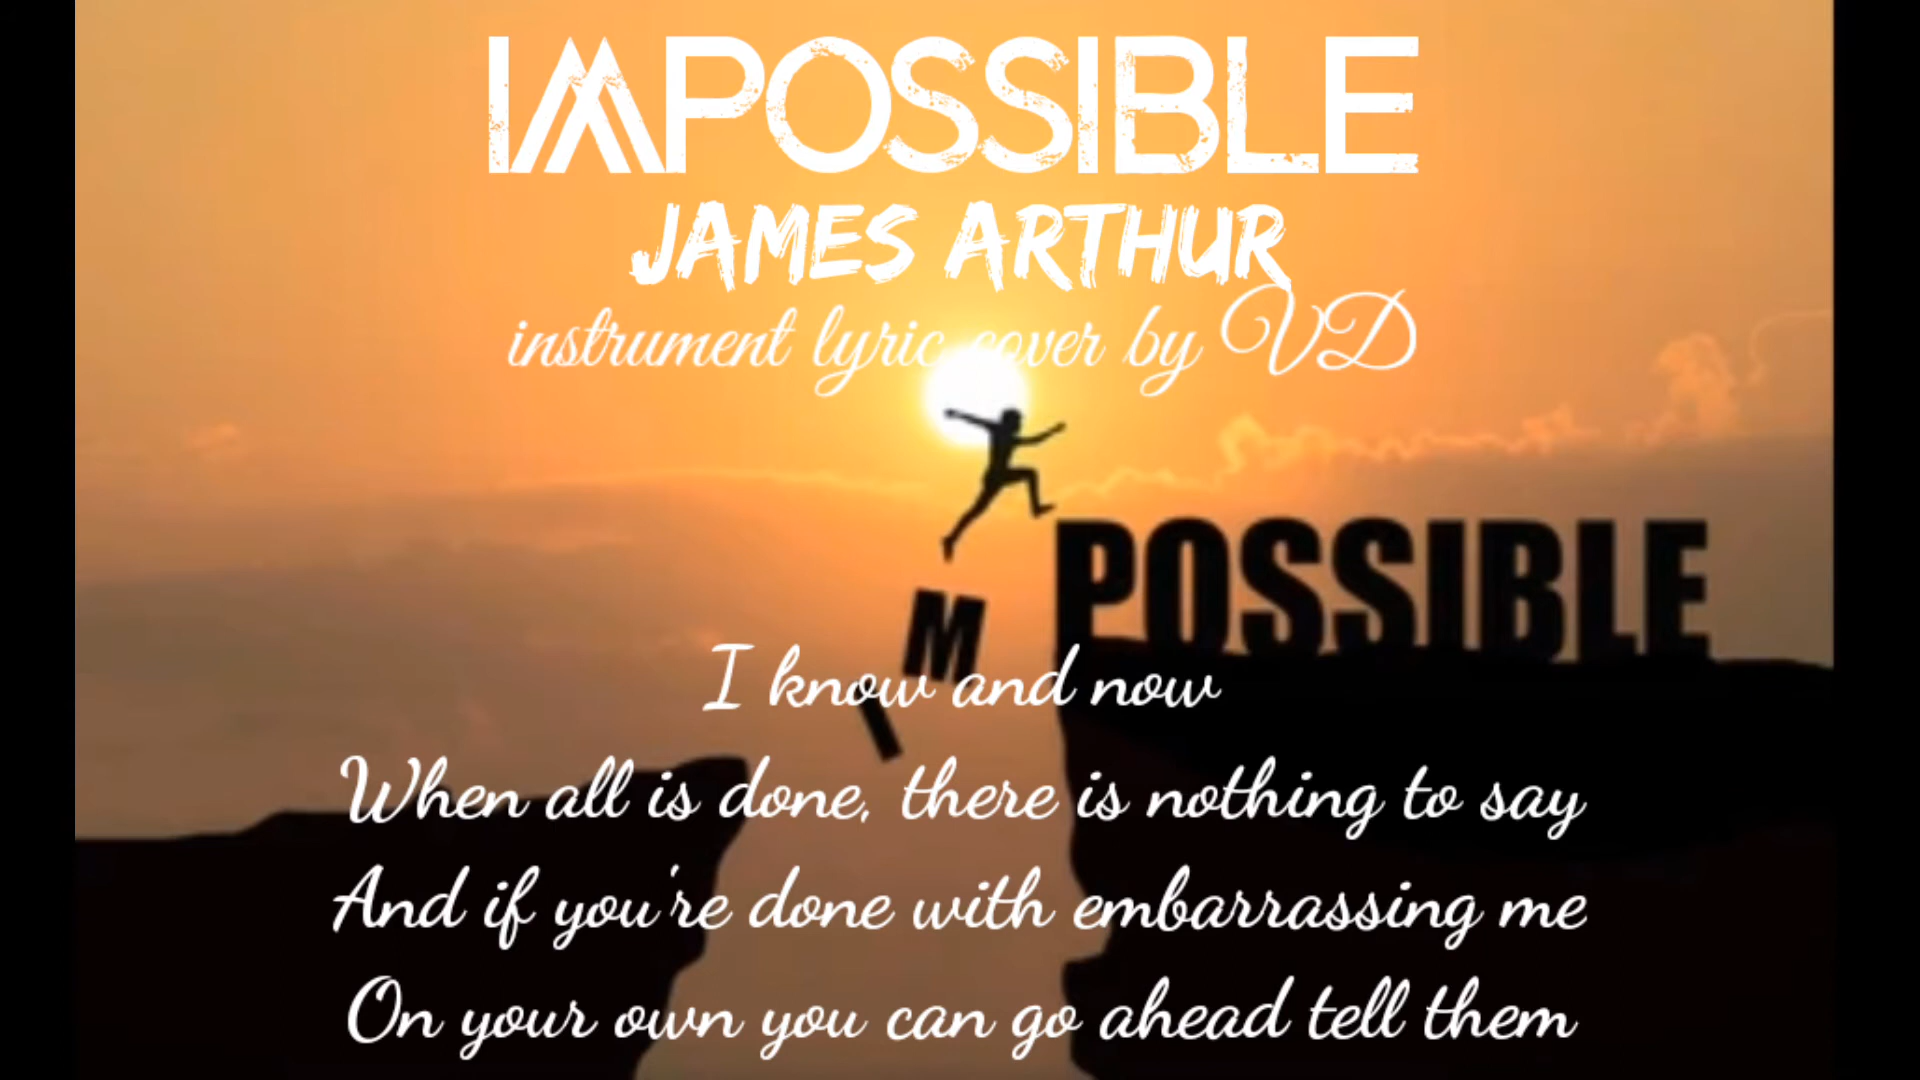 IMPOSSIBLE
JAMES ARTHUR
instrument lyric cover by VD
POSSIBLE
M
I
I know and now
When all is done, there is nothing to say
And if you're done with embarrassing me
On your own you can go ahead tell them